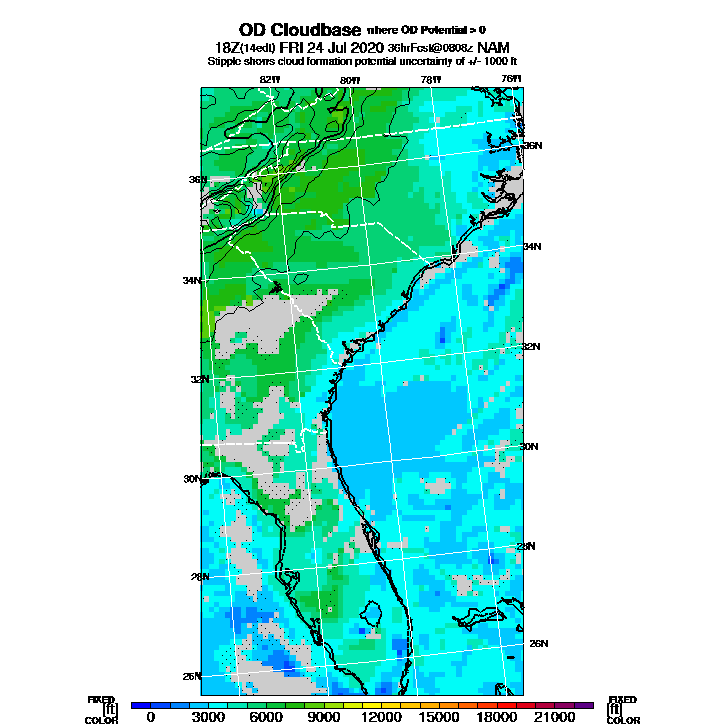 OD Cloudbase where OD Potential > 0
18Z(14edt) FRI 24 Jul 2020 36hrFcst@0808z NAM
Stipple shows cloud formation potential uncertainty of +/- 1000 ft
82W 80W 78W 76W
36N 36N
34N 34N
32N 32N
30N 30N
28N 28N
26N 26N
FIXED FIXED
[ft] 0 3000 6000 9000 12000 15000 18000 21000 [ft]
COLOR COLOR